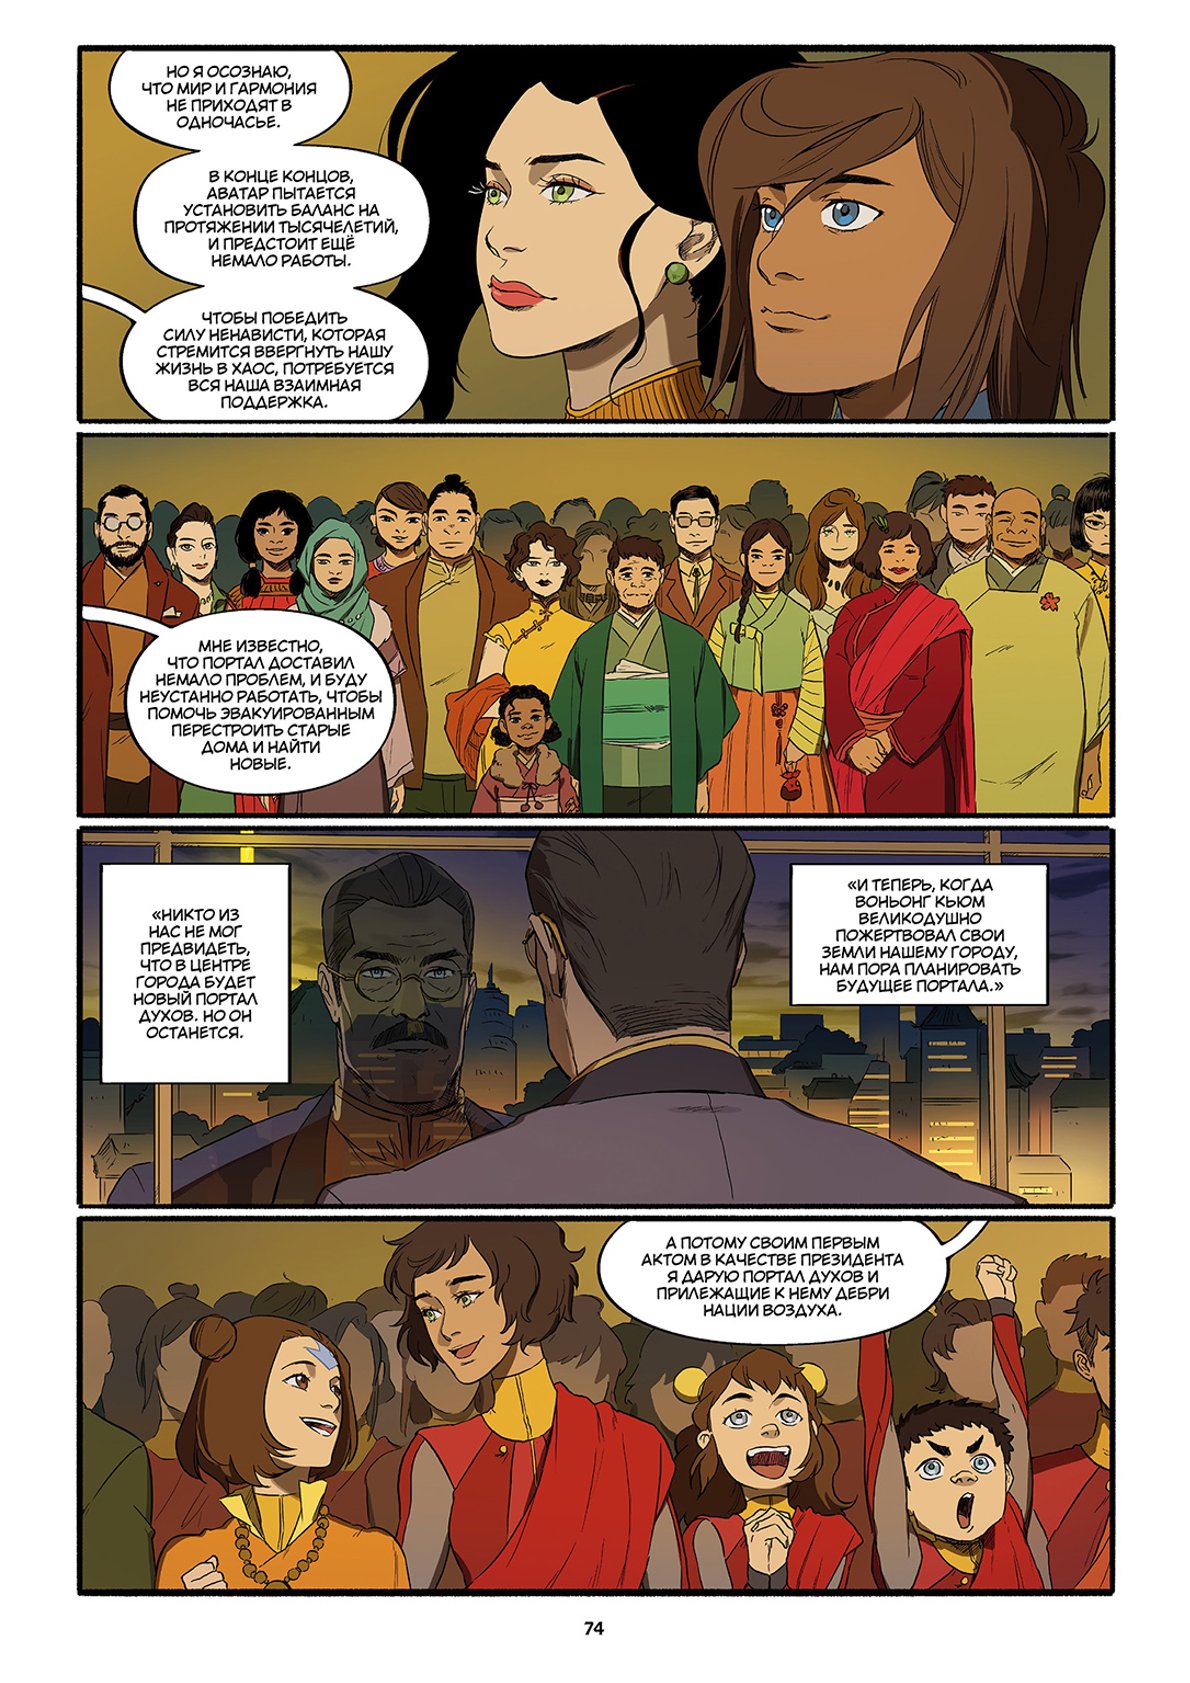 НО Я ОСОЗНАЮ,
ЧТО МИР И ГАРМОНИЯ
НЕ ПРИХОДЯТ В
ОДНОЧАСЬЕ.
В КОНЦЕ КОНЦОВ,
АВАТАР ПЫТАЕТСЯ
УСТАНОВИТЬ БАЛАНС НА
ПРОТЯЖЕНИИ ТЫСЯЧЕЛЕТИЙ,
И ПРЕДСТОИТ ЕЩЁ
НЕМАЛО РАБОТЫ.
ЧТОБЫ ПОБЕДИТЬ
СИЛУ НЕНАВИСТИ, КОТОРАЯ
СТРЕМИТСЯ ВВЕРГНУТЬ НАШУ
ЖИЗНЬ В ХАОС, ПОТРЕБУЕТСЯ
ВСЯ НАША ВЗАИМНАЯ
ПОДДЕРЖКА.
МНЕ ИЗВЕСТНО,
ЧТО ПОРТАЛ ДОСТАВИЛ
НЕМАЛО ПРОБЛЕМ, И БУДУ
НЕУСТАННО РАБОТАТЬ, ЧТОБЫ
ПОМОЧЬ ЭВАКУИРОВАННЫМ
ПЕРЕСТРОИТЬ СТАРЫЕ
ДОМА И НАЙТИ
НОВЫЕ.
«НИКТО ИЗ
НАС НЕ МОГ
ПРЕДВИДЕТЬ,
ЧТО В ЦЕНТРЕ
ГОРОДА БУДЕТ
НОВЫЙ ПОРТАЛ
ДУХОВ. НО ОН
ОСТАНЕТСЯ.
«И ТЕПЕРЬ, КОГДА
ВОНЬОНГ КЬЮМ
ВЕЛИКОДУШНО
ПОЖЕРТВОВАЛ СВОИ
ЗЕМЛИ НАШЕМУ ГОРОДУ,
НАМ ПОРА ПЛАНИРОВАТЬ
БУДУЩЕЕ ПОРТАЛА.»
А ПОТОМУ СВОИМ ПЕРВЫМ
АКТОМ В КАЧЕСТВЕ ПРЕЗИДЕНТА
Я ДАРУЮ ПОРТАЛ ДУХОВ И
ПРИЛЕЖАЩИЕ К НЕМУ ДЕБРИ
НАЦИИ ВОЗДУХА.
74